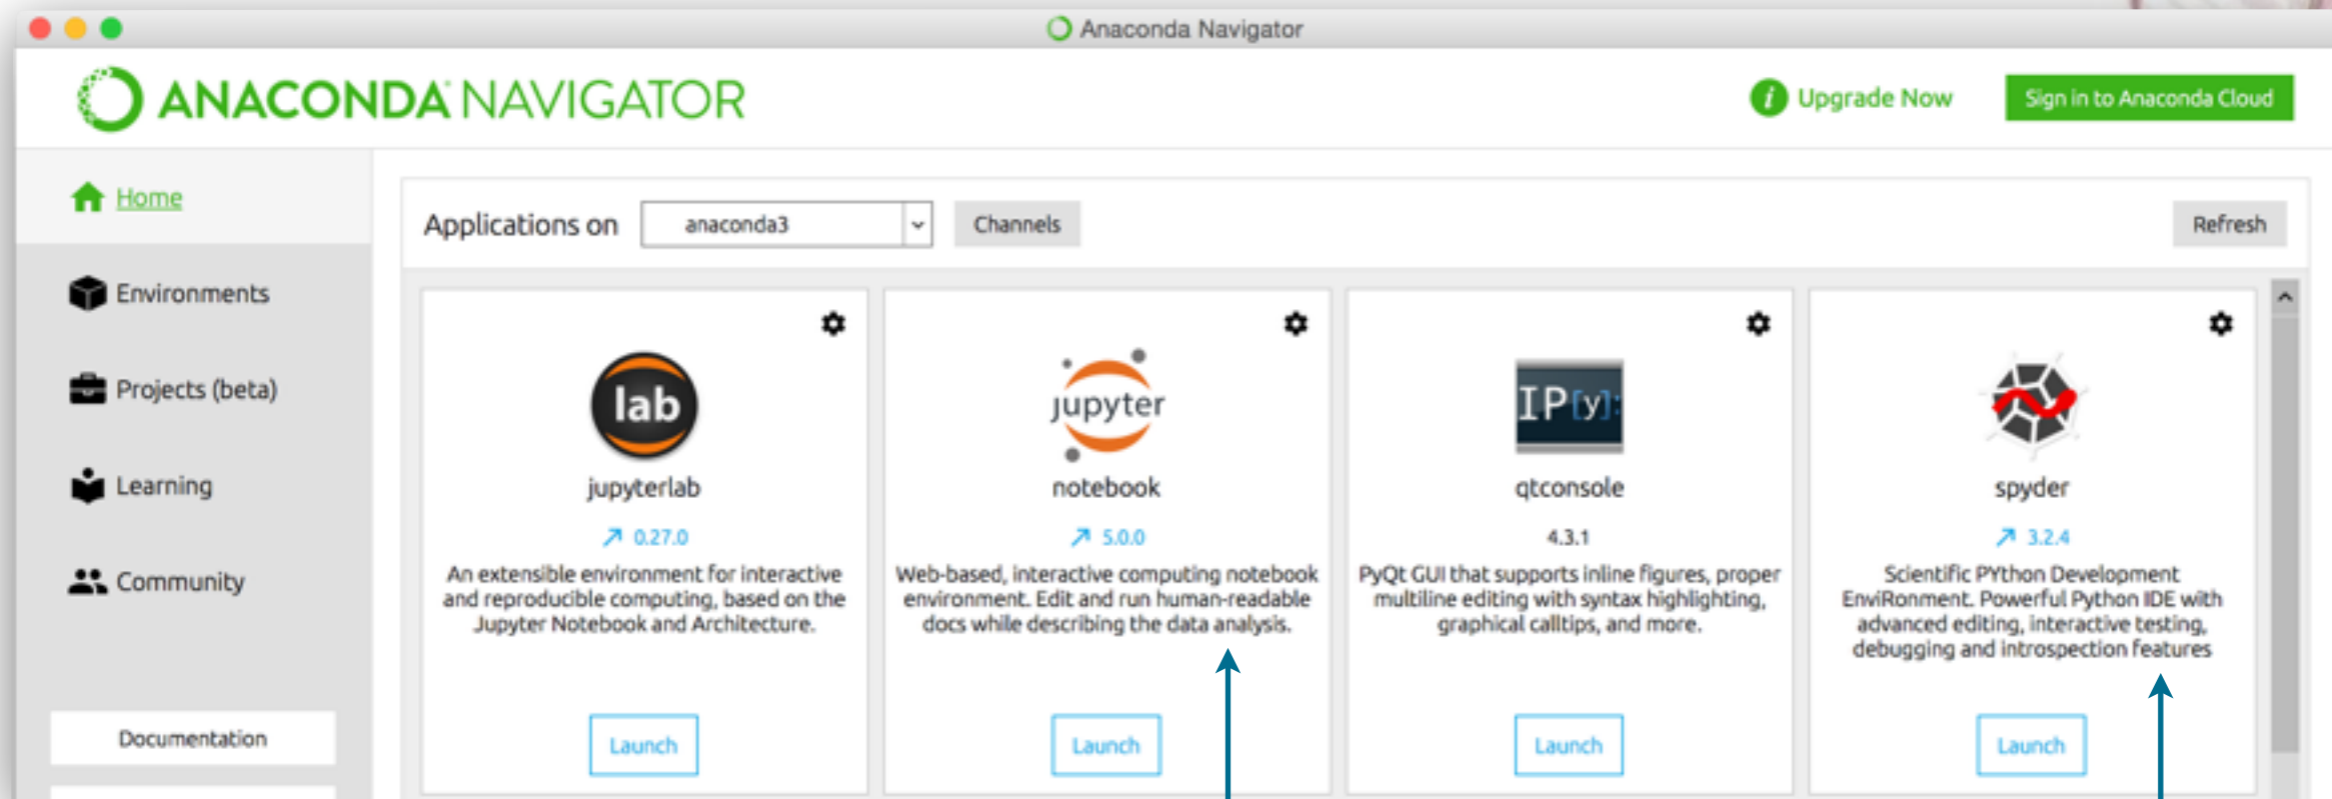 Anaconda Navigator
ANACONDA NAVIGATOR
Upgrade Now
Sign in to Anaconda Cloud
Home
Environments
Projects (beta)
Learning
Community
Documentation
Applications on
anaconda3
Channels
Refresh
lab
jupyterlab
0.27.0
An extensible environment for interactive
and reproducible computing, based on the
Jupyter Notebook and Architecture.
Launch
jupyter
notebook
5.0.0
Web-based, interactive computing notebook
environment. Edit and run human-readable
docs while describing the data analysis.
Launch
IP[y]:
qtconsole
4.3.1
PyQt GUI that supports inline figures, proper
multiline editing with syntax highlighting,
graphical calltips, and more.
Launch
spyder
3.2.4
Scientific PYthon Development
EnviRonment. Powerful Python IDE with
advanced editing, interactive testing,
debugging and introspection features
Launch